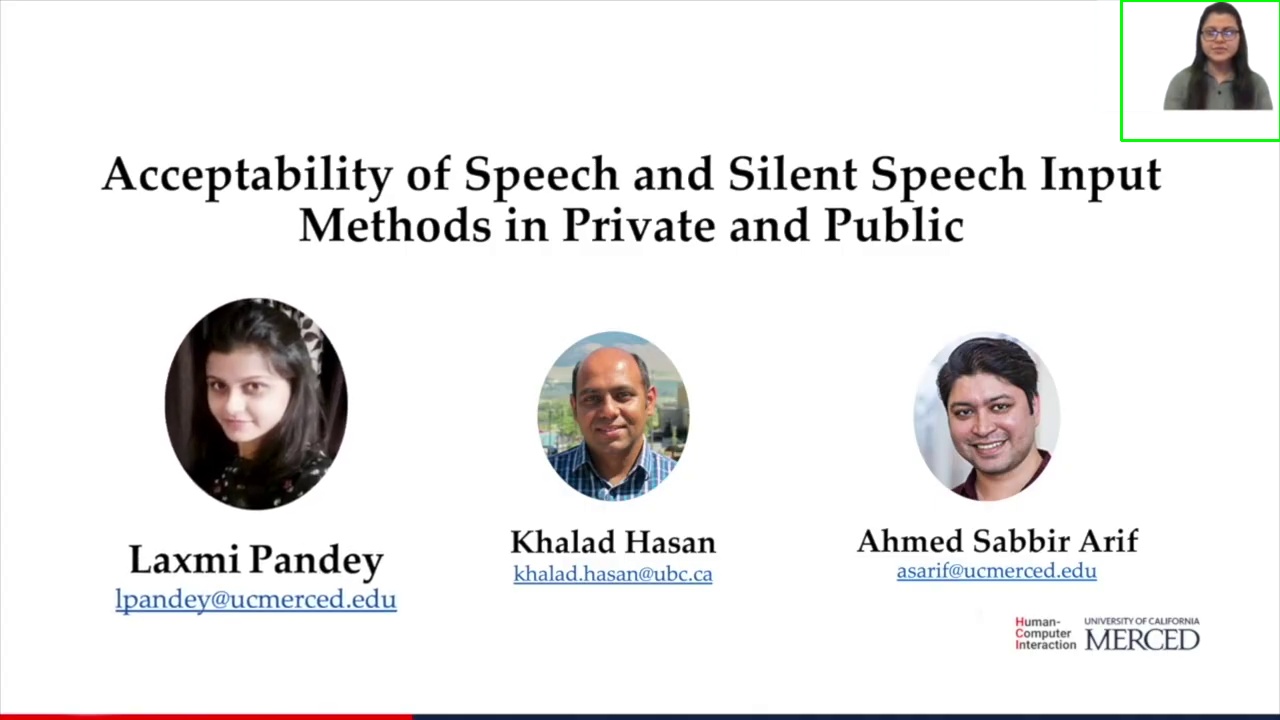 Acceptability of Speech and Silent Speech Input
Methods in Private and Public
Laxmi Pandey
lpandey@ucmerced.edu
Khalad Hasan
khalad.hasan@ubc.ca
Ahmed Sabbir Arif
asarif@ucmerced.edu
Human-
Computer
Interaction
UNIVERSITY OF CALIFORNIA
MERCED